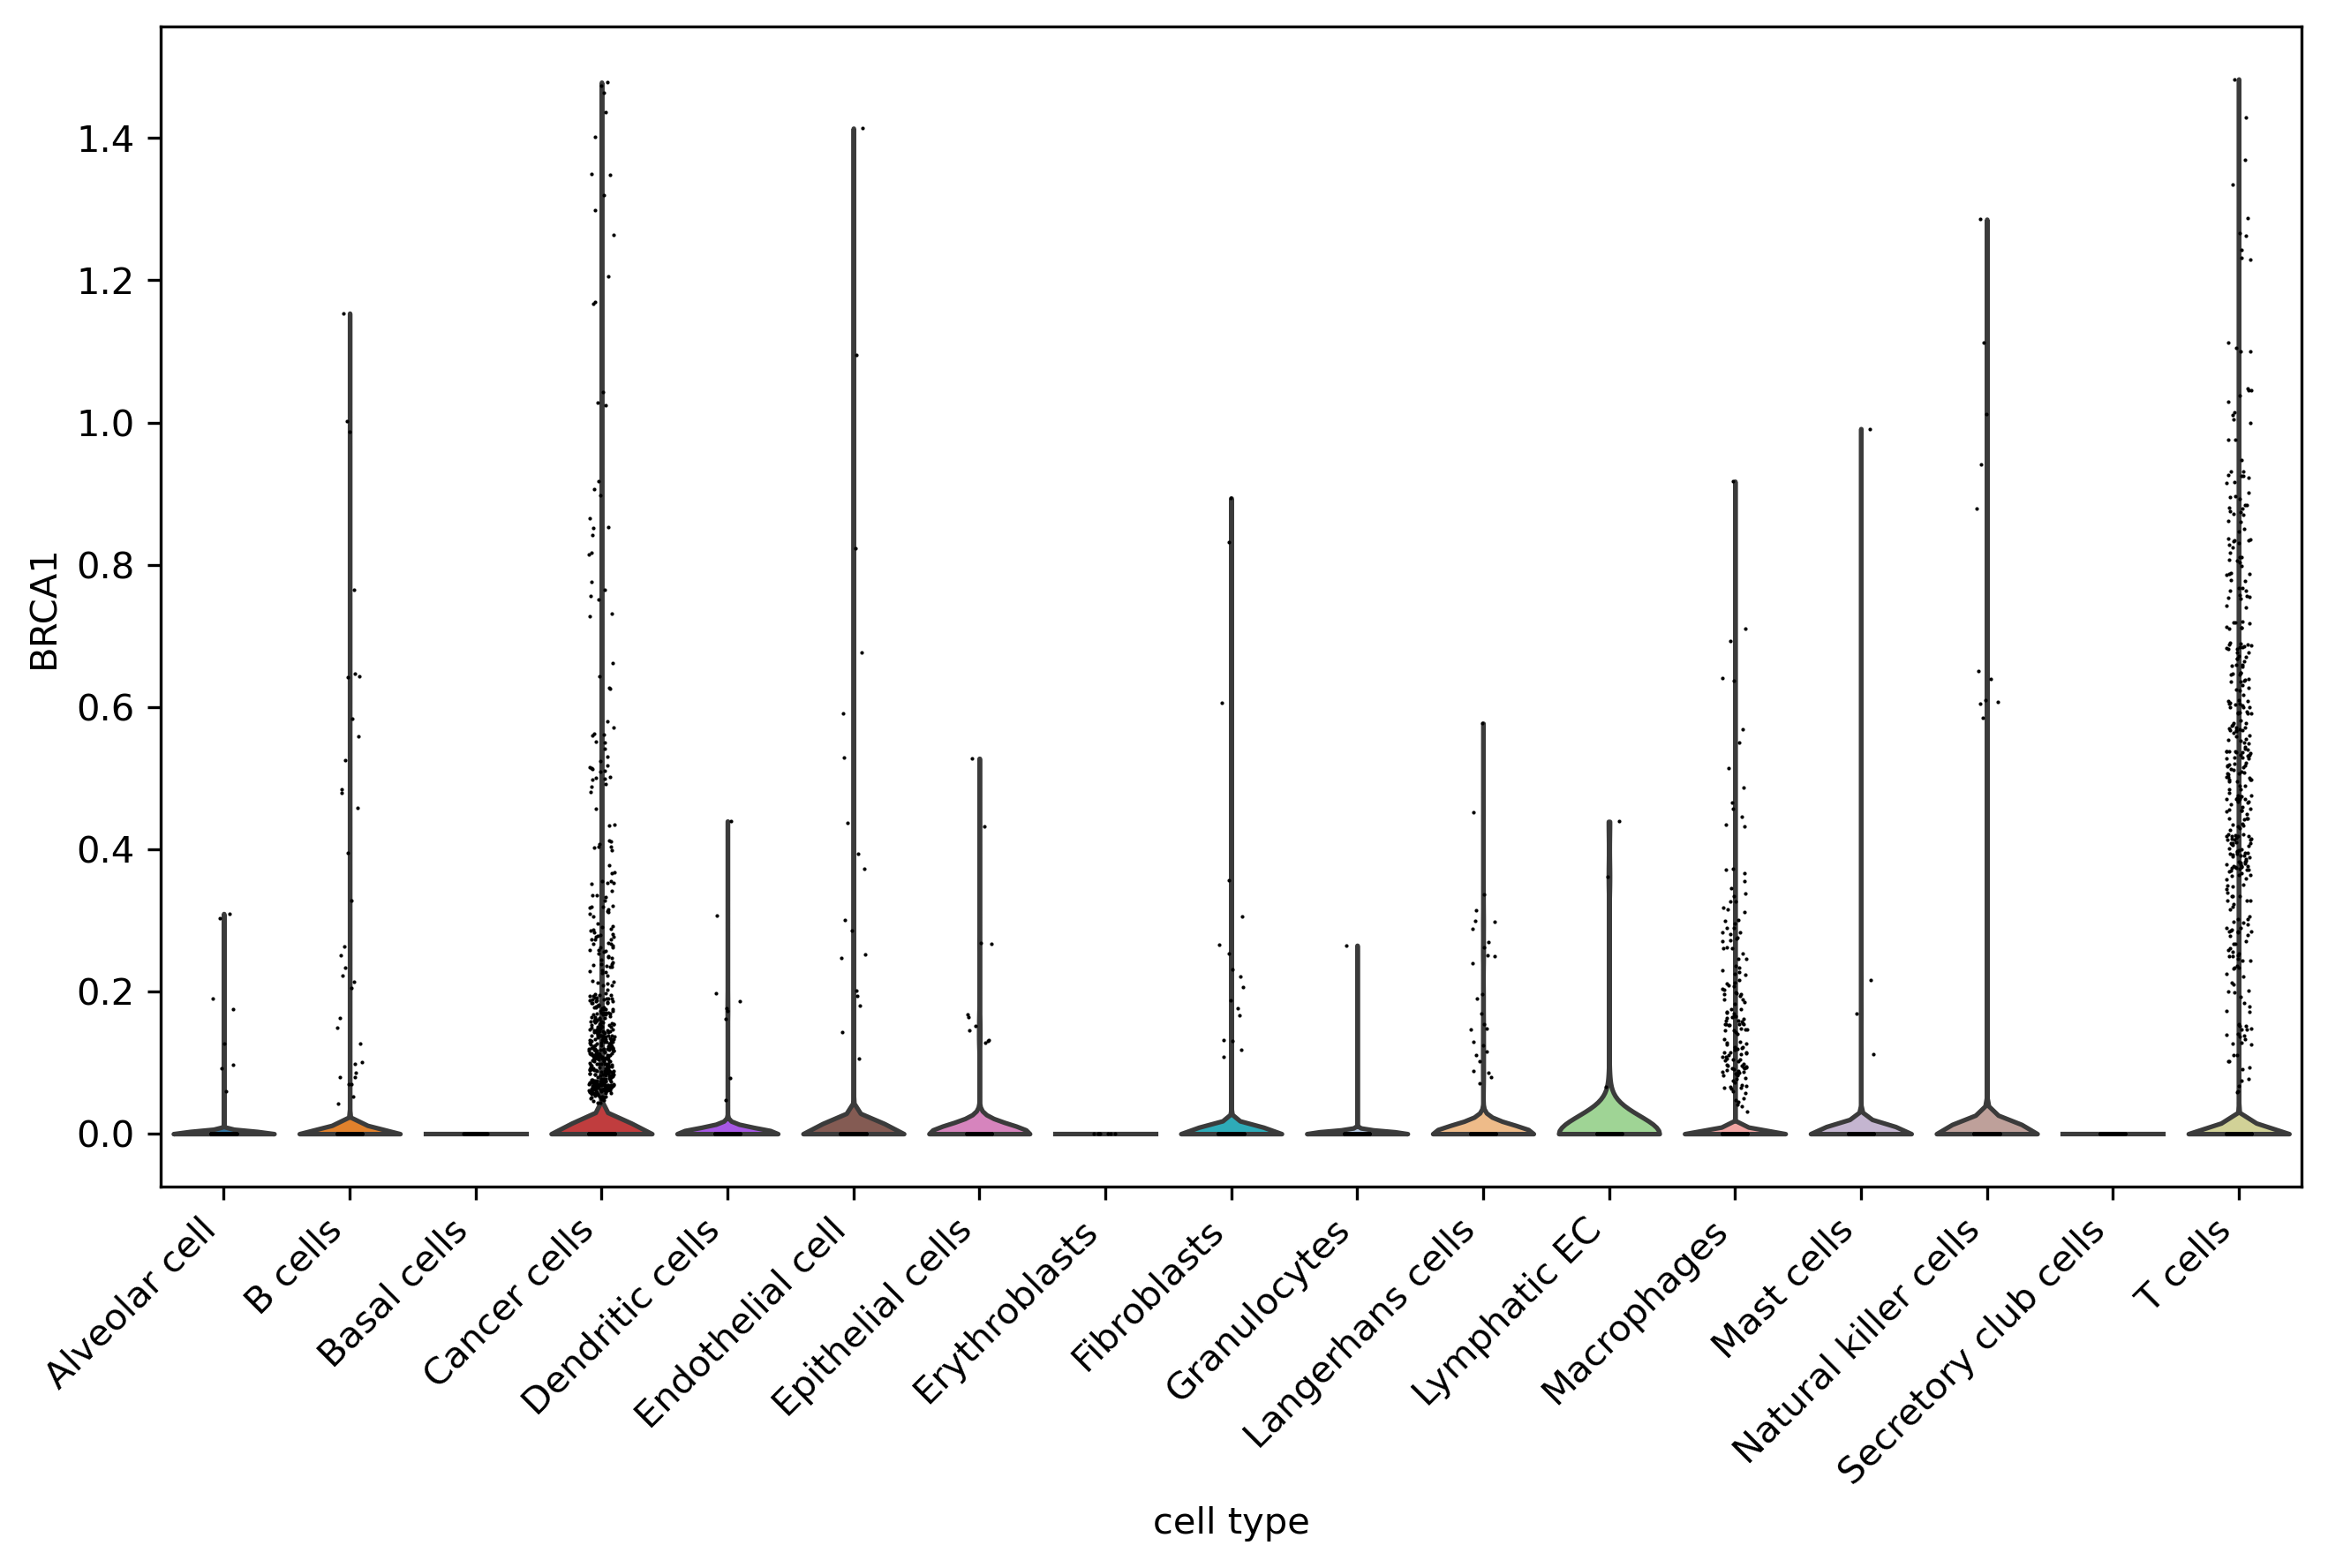 BRCA1
1.4
1.2
1.0
0.8
0.6
0.4
0.2
0.0
Alveolar cell
B cells
Basal cells
Cancer cells
Dendritic cells
Endothelial cell
Epithelial cells
Erythroblasts
Fibroblasts
Granulocytes
Langerhans cells
Lymphatic EC
Macrophages
Mast cells
Natural killer cells
Secretory club cells
T cells
cell type